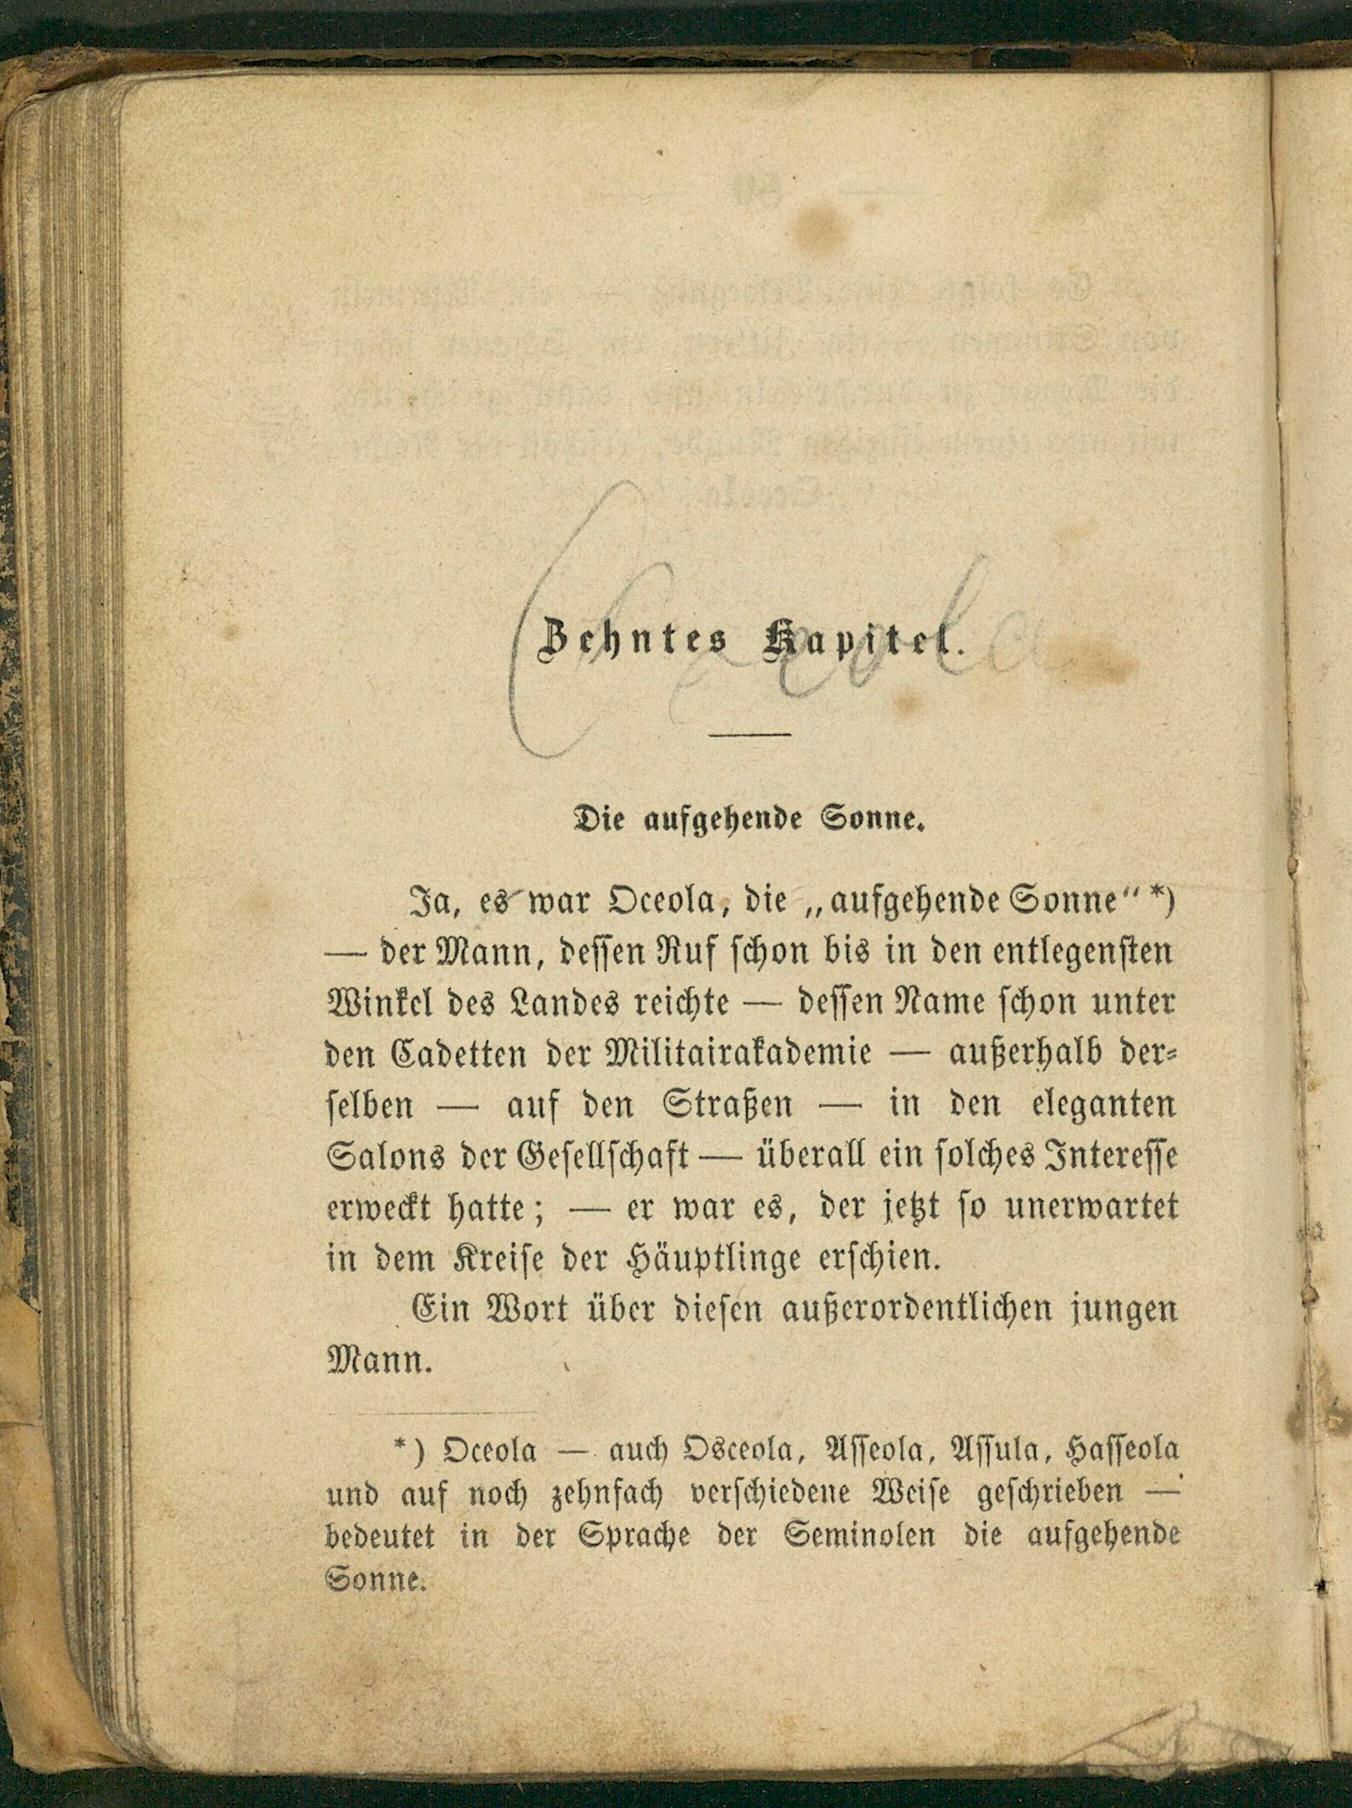 Zehntes Kapitel.
Die aufgehende Sonne.
Ja, es war Oceola, die „aufgehende Sonne“ *)
— der Mann, dessen Ruf schon bis in den entlegensten
Winkel des Landes reichte — dessen Name schon unter
den Cadetten der Militairakademie — außerhalb der-
selben — auf den Straßen — in den eleganten
Salons der Gesellschaft — überall ein solches Interesse
erweckt hatte; — er war es, der jetzt so unerwartet
in dem Kreise der Häuptlinge erschien.
Ein Wort über diesen außerordentlichen jungen
Mann.
*) Oceola — auch Osceola, Asseola, Assula, Hasseola
und auf noch zehnfach verschiedene Weise geschrieben —
bedeutet in der Sprache der Seminolen die aufgehende
Sonne.